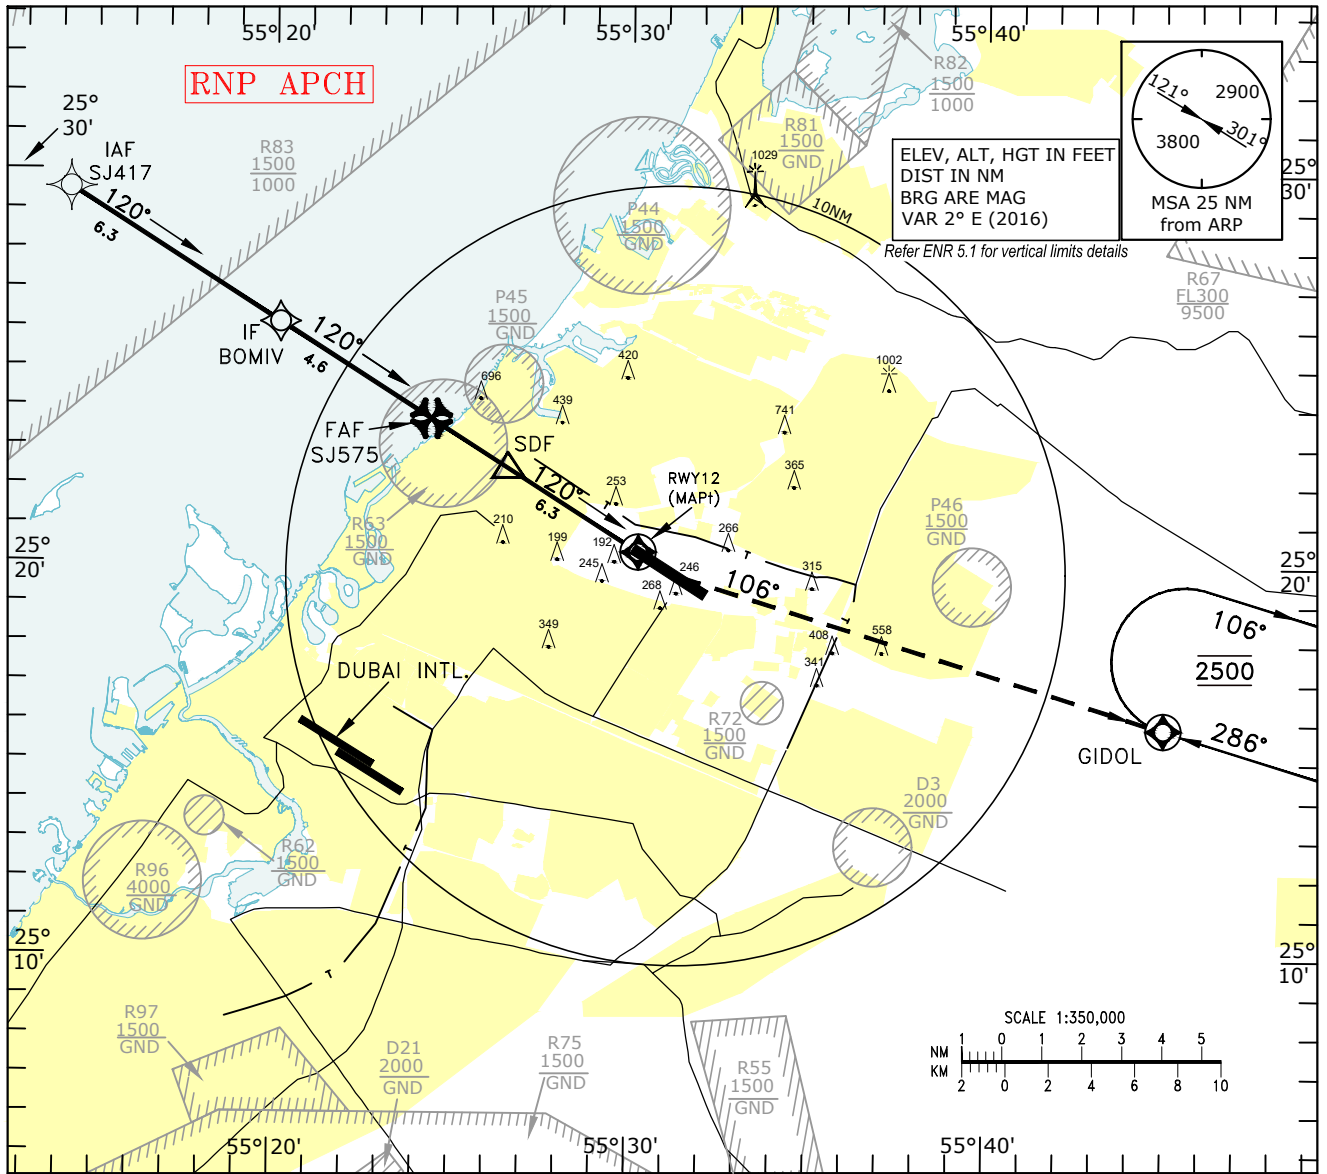 55°20'
55°30'
55°40'
RNP APCH
25°
30'
IAF
SJ417
R83
1500
1000
120°
6.3
R82
1500
1000
R81
1500
GND
1029
10NM
P44
1500
GND
ELEV, ALT, HGT IN FEET
DIST IN NM
BRG ARE MAG
VAR 2° E (2016)
121°
2900
3800
301°
MSA 25 NM
from ARP
25°
30'
Refer ENR 5.1 for vertical limits details
R67
FL300
9500
P45
1500
GND
IF
BOMIV
120°
4.6
696
420
439
741
1002
365
FAF
SJ575
SDF
120°
6.3
253
RWY12
(MAPt)
R63
1500
GND
210
199
192
245
246
268
266
315
P46
1500
GND
25°
20'
25°
20'
106°
349
408
558
341
106°
2500
286°
GIDOL
DUBAI INTL.
R72
1500
GND
D3
2000
GND
R62
1500
GND
R96
4000
GND
T
T
T
T
T
25°
10'
25°
10'
R97
1500
GND
D21
2000
GND
R75
1500
GND
R55
1500
GND
SCALE 1:350,000
NM
1 0 1 2 3 4 5
KM
2 0 2 4 6 8 10
55°20'
55°30'
55°40'